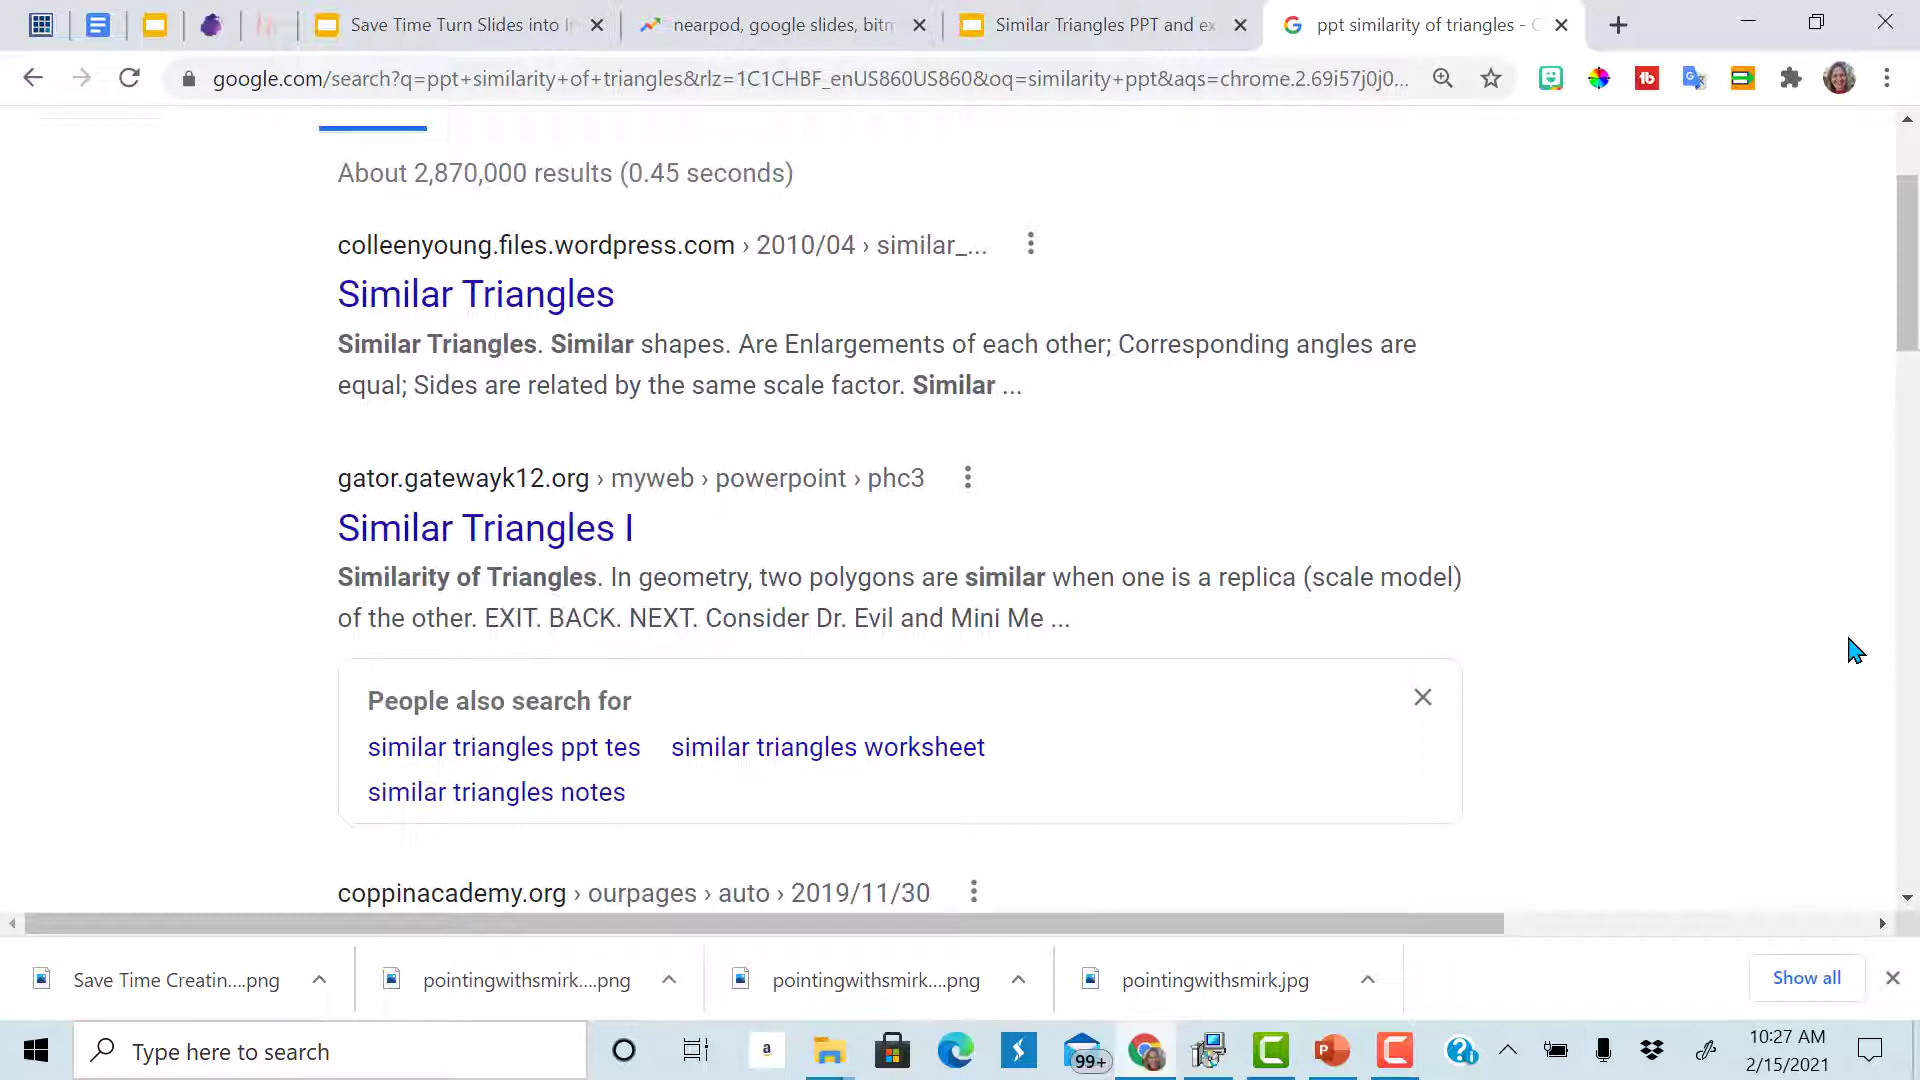 Save Time Turn Slides into I
nearpod, google slides, bitm
Similar Triangles PPT and ex
ppt similarity of triangles -
google.com/search?q=ppt+similarity+of+triangles&rlz=1C1CHBF_enUS860US860&oq=similarity+ppt&aqs=chrome.2.69i57j0j0...
About 2,870,000 results (0.45 seconds)
colleenyoung.files.wordpress.com › 2010/04 › similar_...
Similar Triangles
Similar Triangles. Similar shapes. Are Enlargements of each other; Corresponding angles are
equal; Sides are related by the same scale factor. Similar ...
gator.gatewayk12.org › myweb › powerpoint › phc3
Similar Triangles I
Similarity of Triangles. In geometry, two polygons are similar when one is a replica (scale model)
of the other. EXIT. BACK. NEXT. Consider Dr. Evil and Mini Me ...
People also search for
similar triangles ppt tes similar triangles worksheet
similar triangles notes
coppinacademy.org › ourpages › auto › 2019/11/30
Save Time Creatin....png
pointingwithsmirk....png
pointingwithsmirk....png
pointingwithsmirk.jpg
Show all
Type here to search
99+
10:27 AM
2/15/2021